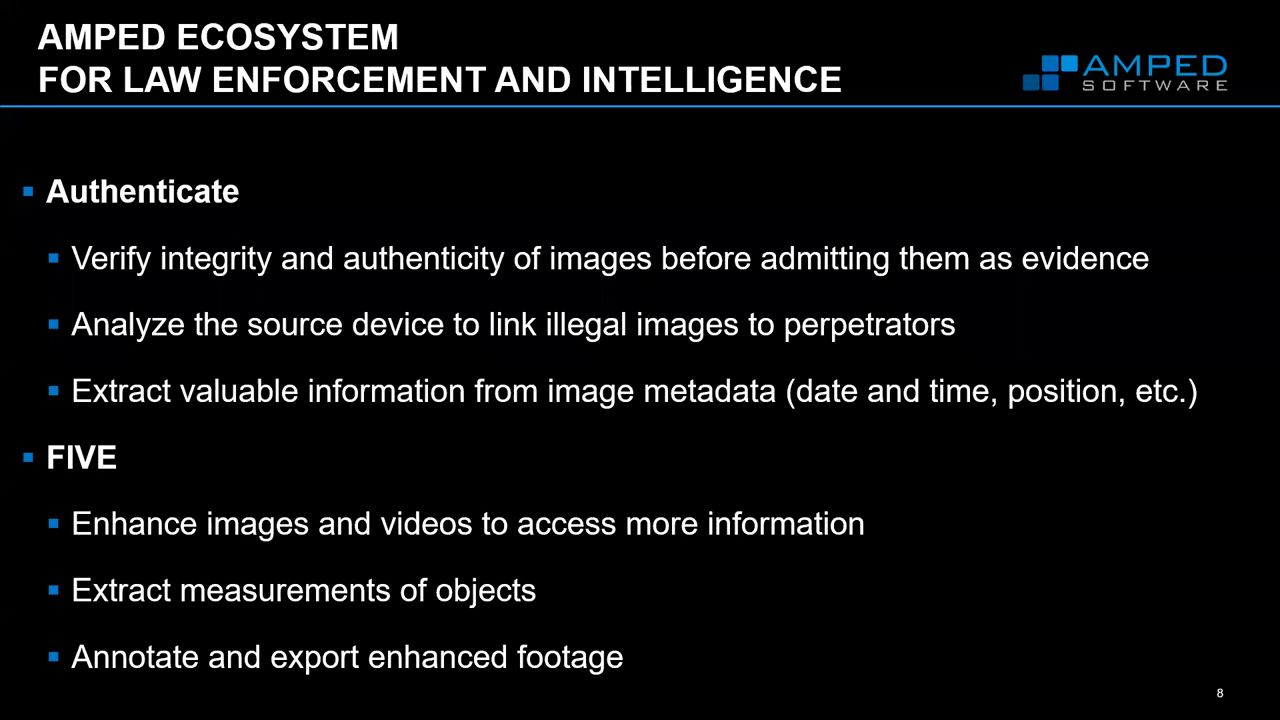 AMPED ECOSYSTEM
FOR LAW ENFORCEMENT AND INTELLIGENCE
AMPED
SOFTWARE
Authenticate
Verify integrity and authenticity of images before admitting them as evidence
Analyze the source device to link illegal images to perpetrators
Extract valuable information from image metadata (date and time, position, etc.)
FIVE
Enhance images and videos to access more information
Extract measurements of objects
Annotate and export enhanced footage
8